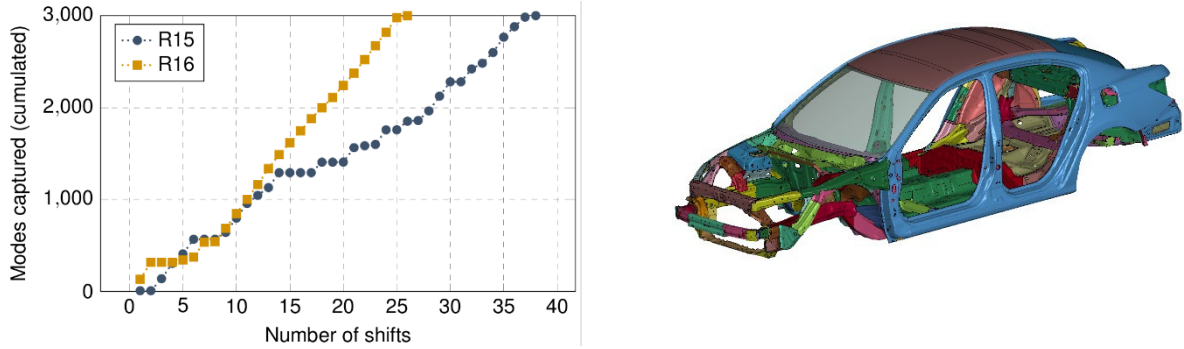 3,000
2,000
1,000
0
Modes captured (cumulated)
R15
R16
0 5 10 15 20 25 30 35 40
Number of shifts